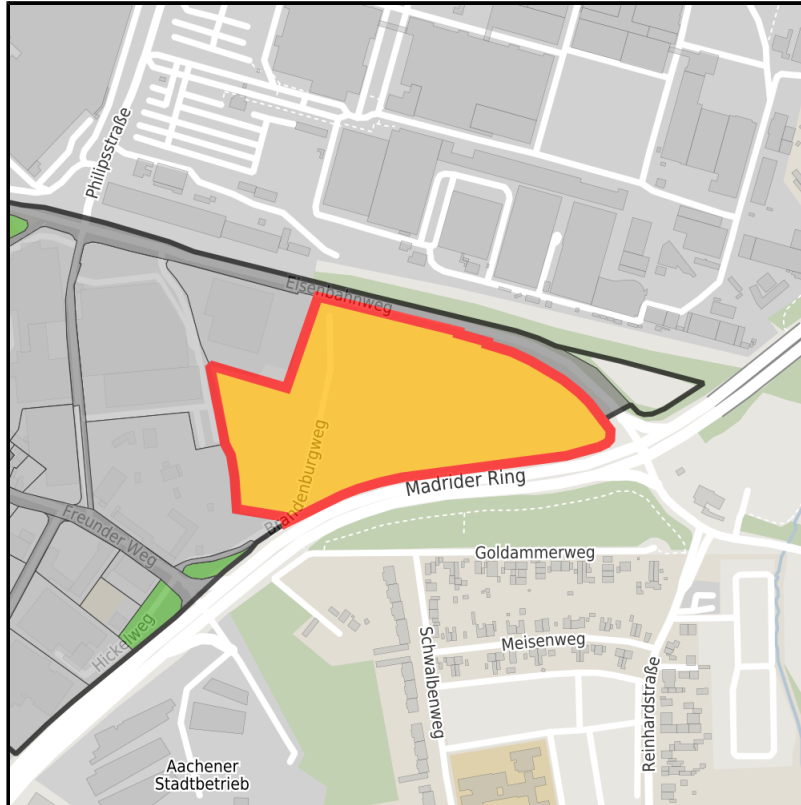 Philipsstraße
Eisenbahnweg
Brandenburgweg
Madrider Ring
Freunder Weg
Goldammerweg
Hickelweg
Schwalbenweg
Meisenweg
Reinhardstraße
Aachener
Stadtbetrieb